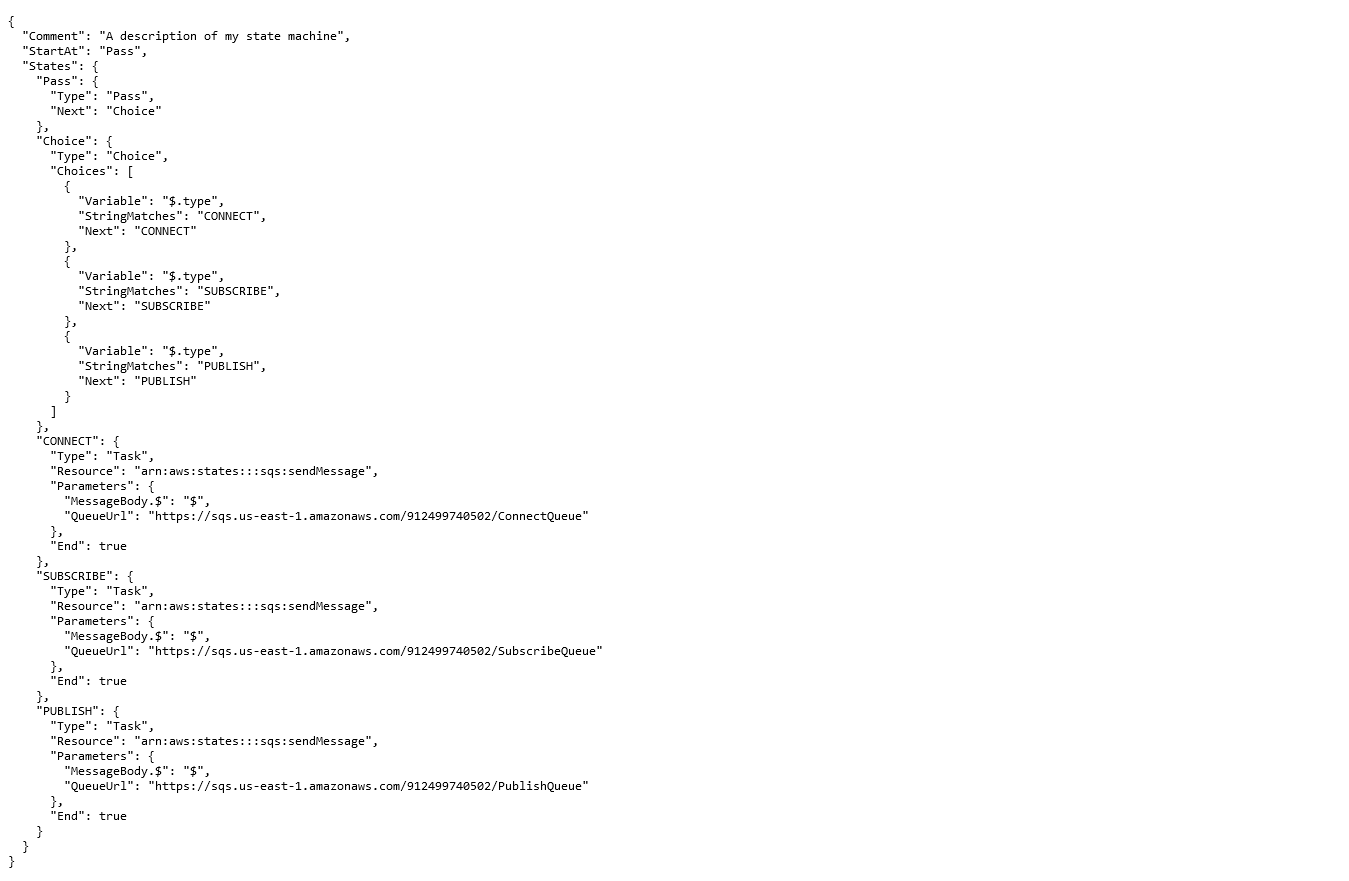 {
  "Comment": "A description of my state machine",
  "StartAt": "Pass",
  "States": {
    "Pass": {
      "Type": "Pass",
      "Next": "Choice"
    },
    "Choice": {
      "Type": "Choice",
      "Choices": [
        {
          "Variable": "$.type",
          "StringMatches": "CONNECT",
          "Next": "CONNECT"
        },
        {
          "Variable": "$.type",
          "StringMatches": "SUBSCRIBE",
          "Next": "SUBSCRIBE"
        },
        {
          "Variable": "$.type",
          "StringMatches": "PUBLISH",
          "Next": "PUBLISH"
        }
      ]
    },
    "CONNECT": {
      "Type": "Task",
      "Resource": "arn:aws:states:::sqs:sendMessage",
      "Parameters": {
        "MessageBody.$": "$",
        "QueueUrl": "https://sqs.us-east-1.amazonaws.com/912499740502/ConnectQueue"
      },
      "End": true
    },
    "SUBSCRIBE": {
      "Type": "Task",
      "Resource": "arn:aws:states:::sqs:sendMessage",
      "Parameters": {
        "MessageBody.$": "$",
        "QueueUrl": "https://sqs.us-east-1.amazonaws.com/912499740502/SubscribeQueue"
      },
      "End": true
    },
    "PUBLISH": {
      "Type": "Task",
      "Resource": "arn:aws:states:::sqs:sendMessage",
      "Parameters": {
        "MessageBody.$": "$",
        "QueueUrl": "https://sqs.us-east-1.amazonaws.com/912499740502/PublishQueue"
      },
      "End": true
    }
  }
}